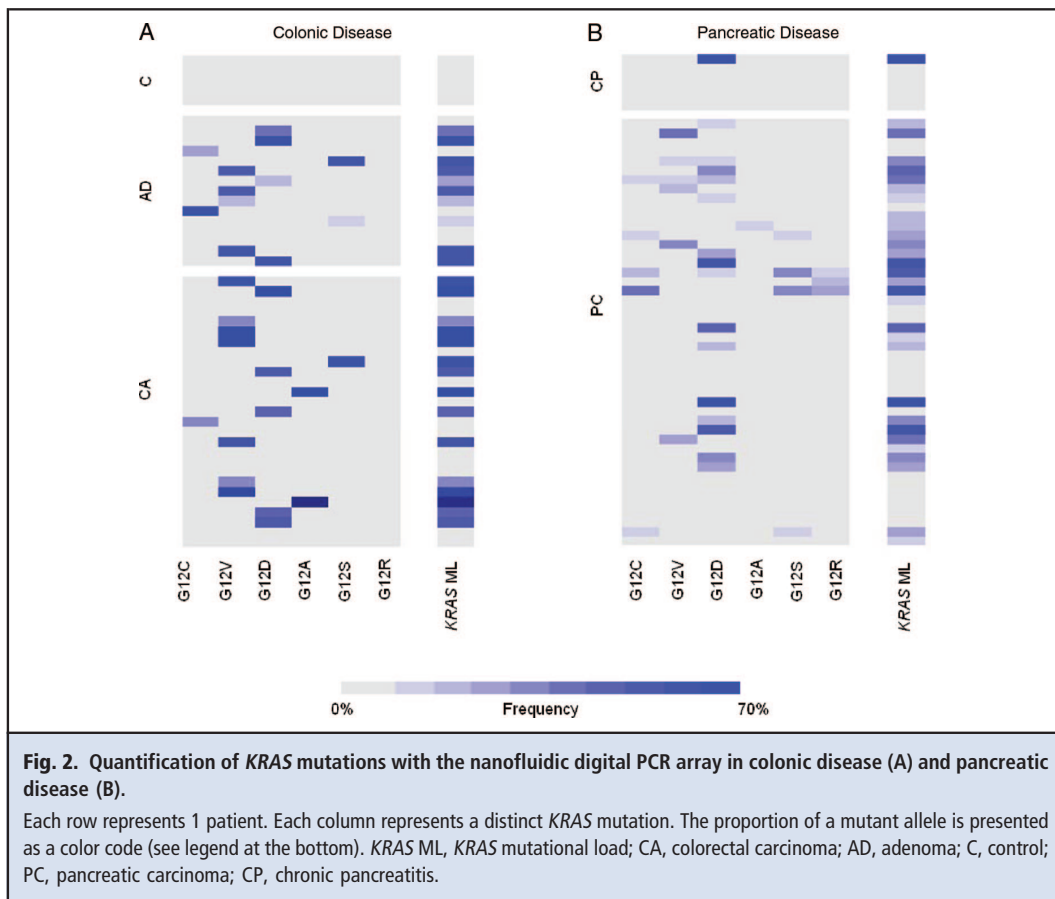 A
Colonic Disease
B
Pancreatic Disease
C
AD
CA
CP
PC
G12C
G12V
G12D
G12A
G12S
G12R
KRAS ML
G12C
G12V
G12D
G12A
G12S
G12R
KRAS ML
0%
Frequency
70%
Fig. 2. Quantification of KRAS mutations with the nanofluidic digital PCR array in colonic disease (A) and pancreatic
disease (B).
Each row represents 1 patient. Each column represents a distinct KRAS mutation. The proportion of a mutant allele is presented
as a color code (see legend at the bottom). KRAS ML, KRAS mutational load; CA, colorectal carcinoma; AD, adenoma; C, control;
PC, pancreatic carcinoma; CP, chronic pancreatitis.